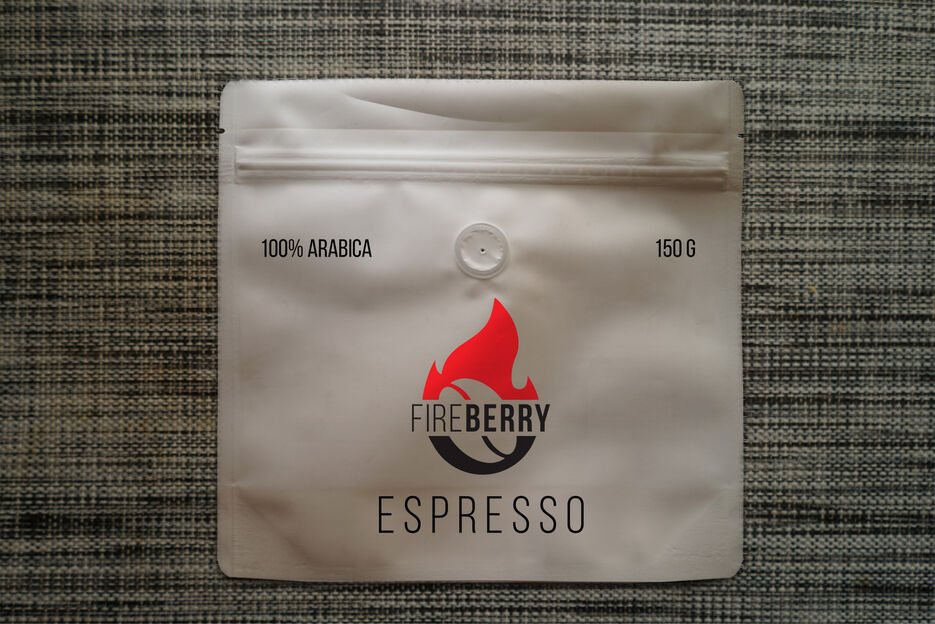 100% ARABICA
150 G
FIREBERRY
ESPRESSO